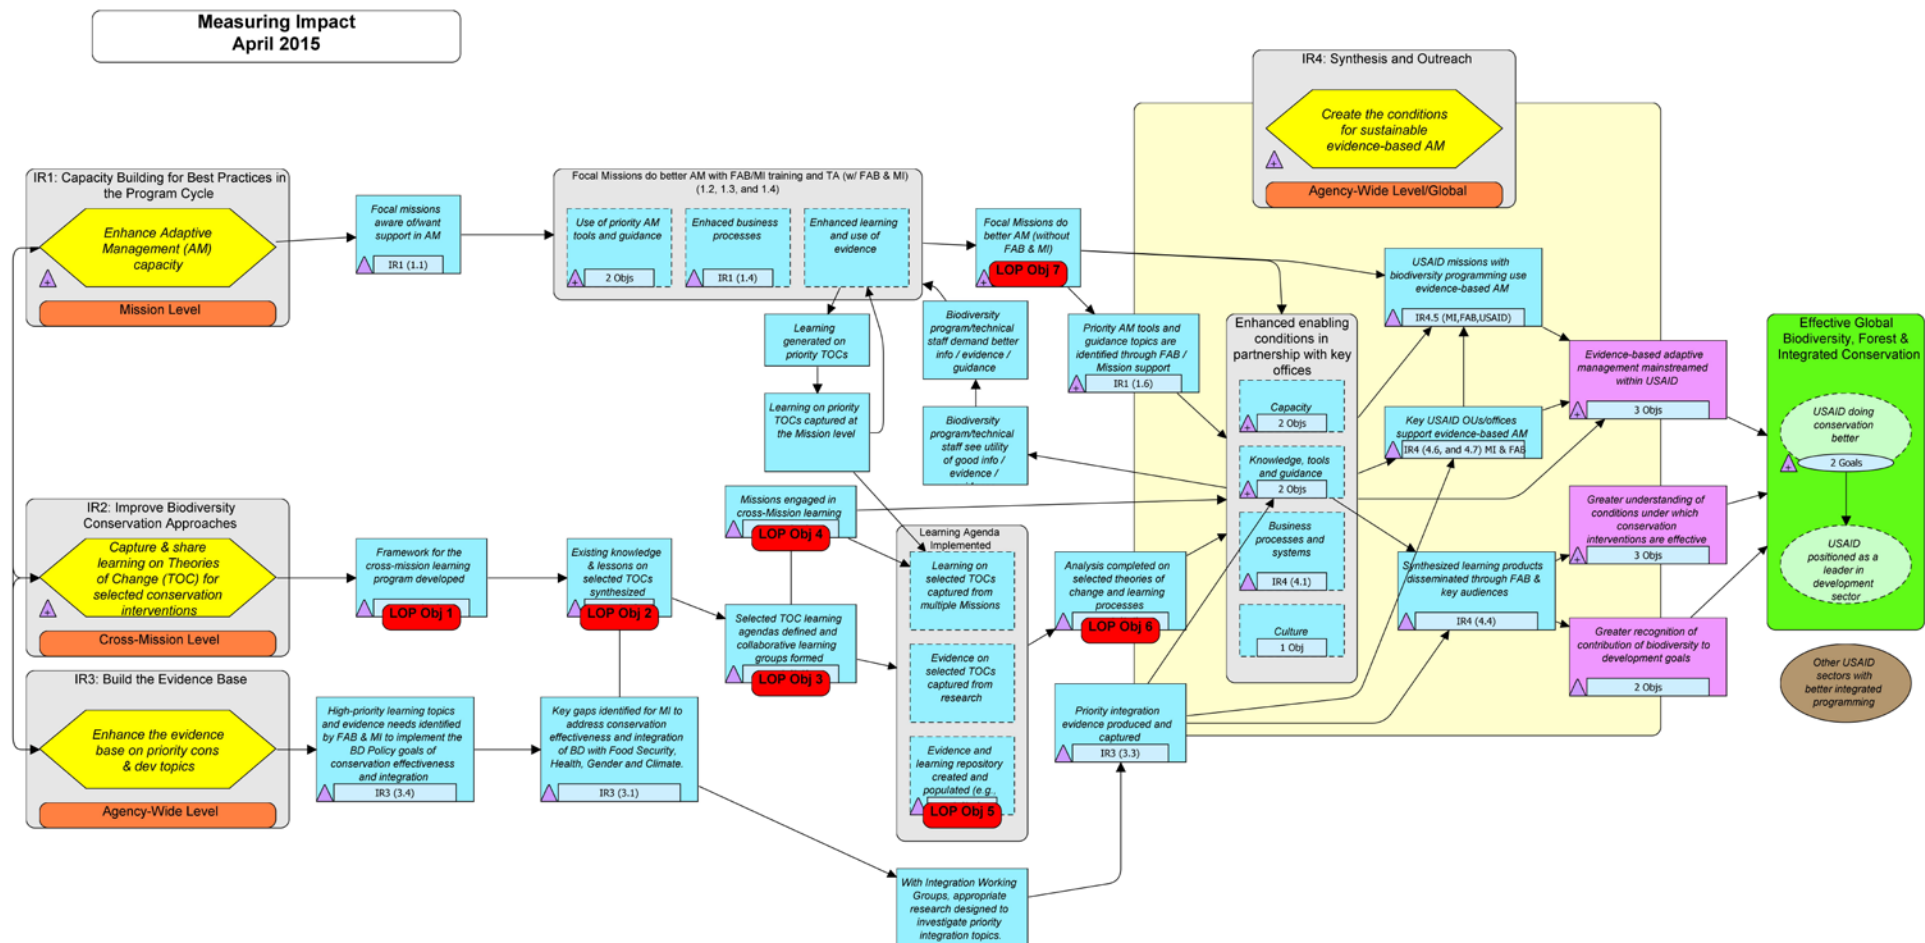 Measuring Impact
April 2015
IR4: Synthesis and Outreach
Create the conditions
for sustainable
evidence-based AM
Agency-Wide Level/Global
IR1: Capacity Building for Best Practices in
the Program Cycle
Enhance Adaptive
Management (AM)
capacity
Mission Level
Focal missions
aware of/want
support in AM
IR1 (1.1)
Focal Missions do better AM with FAB/MI training and TA (w/ FAB & MI)
(1.2, 1.3, and 1.4)
Use of priority AM
tools and guidance
2 Objs
Enhaced business
processes
IR1 (1.4)
Enhanced learning
and use of
evidence
Focal Missions do
better AM (without
FAB & MI)
LOP Obj 7
USAID missions with
biodiversity programming use
evidence-based AM
IR4.5 (MI,FAB,USAID)
Learning
generated on
priority TOCs
Biodiversity
program/technical
staff demand better
info / evidence /
guidance
Priority AM tools and
guidance topics are
identified through FAB /
Mission support
IR1 (1.6)
Enhanced enabling
conditions in
partnership with key
offices
Capacity
2 Objs
Knowledge, tools
and guidance
2 Objs
Business
processes and
systems
IR4 (4.1)
Culture
1 Obj
Evidence-based adaptive
management mainstreamed
within USAID
3 Objs
Effective Global
Biodiversity, Forest &
Integrated Conservation
USAID doing
conservation
better
2 Goals
USAID
positioned as a
leader in
development
sector
Learning on priority
TOCs captured at
the Mission level
Biodiversity
program/technical
staff see utility
of good info /
evidence /
Key USAID OUs/offices
support evidence-based AM
IR4 (4.6, and 4.7) MI & FAB
IR2: Improve Biodiversity
Conservation Approaches
Capture & share
learning on Theories
of Change (TOC) for
selected conservation
interventions
Cross-Mission Level
Framework for the
cross-mission learning
program developed
LOP Obj 1
Existing knowledge
& lessons on
selected TOCs
synthesized
LOP Obj 2
Missions engaged in
cross-Mission learning
LOP Obj 4
Selected TOC learning
agendas defined and
collaborative learning
groups formed
LOP Obj 3
Learning Agenda
Implemented
Learning on
selected TOCs
captured from
multiple Missions
Evidence on
selected TOCs
captured from
research
Evidence and
learning repository
created and
populated (e.g.,
LOP Obj 5
Analysis completed on
selected theories of
change and learning
processes
LOP Obj 6
Synthesized learning products
disseminated through FAB &
key audiences
IR4 (4.4)
Greater understanding of
conditions under which
conservation
interventions are effective
3 Objs
Greater recognition of
contribution of biodiversity to
development goals
2 Objs
Other USAID
sectors with
better integrated
programming
IR3: Build the Evidence Base
Enhance the evidence
base on priority cons
& dev topics
Agency-Wide Level
High-priority learning topics
and evidence needs identified
by FAB & MI to implement the
BD Policy goals of
conservation effectiveness
and integration
IR3 (3.4)
Key gaps identified for MI to
address conservation
effectiveness and integration
of BD with Food Security,
Health, Gender and Climate.
IR3 (3.1)
Priority integration
evidence produced and
captured
IR3 (3.3)
With Integration Working
Groups, appropriate
research designed to
investigate priority
integration topics.